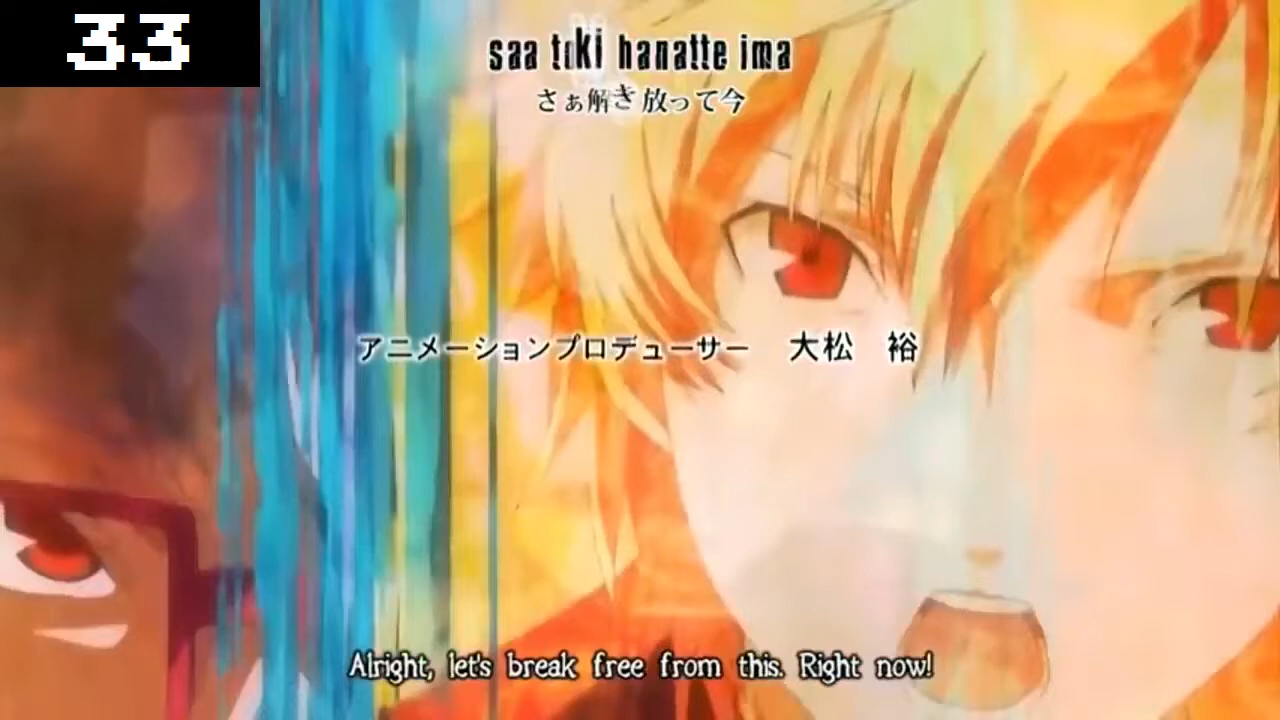 33
saa toki hanatte ima
さぁ解き放って今
アニメーションプロデューサー 大松 裕
Alright, let's break free from this. Right now!